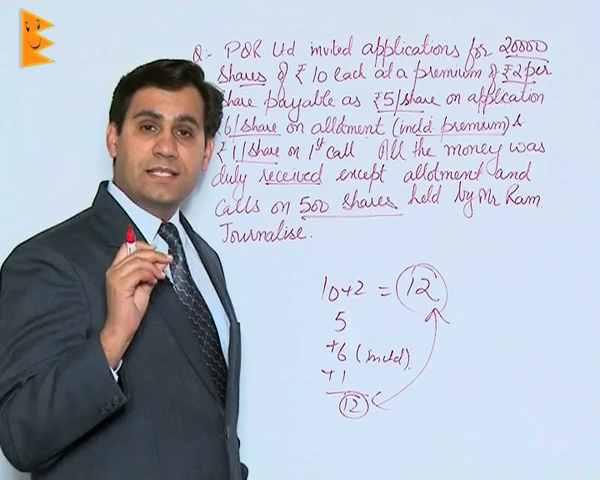 Q:- PQR Ltd invited applications for 20000
shares of ₹10 each at a premium of ₹2 per
share payable as ₹5/share on application
₹6/share on allotment (incld premium) &
₹1/share on 1st call. All the money was
duly received except allotment and
calls on 500 shares held by Mr Ram.
Journalise.
10+2 = 12
5
+6 (incld).
+1
12